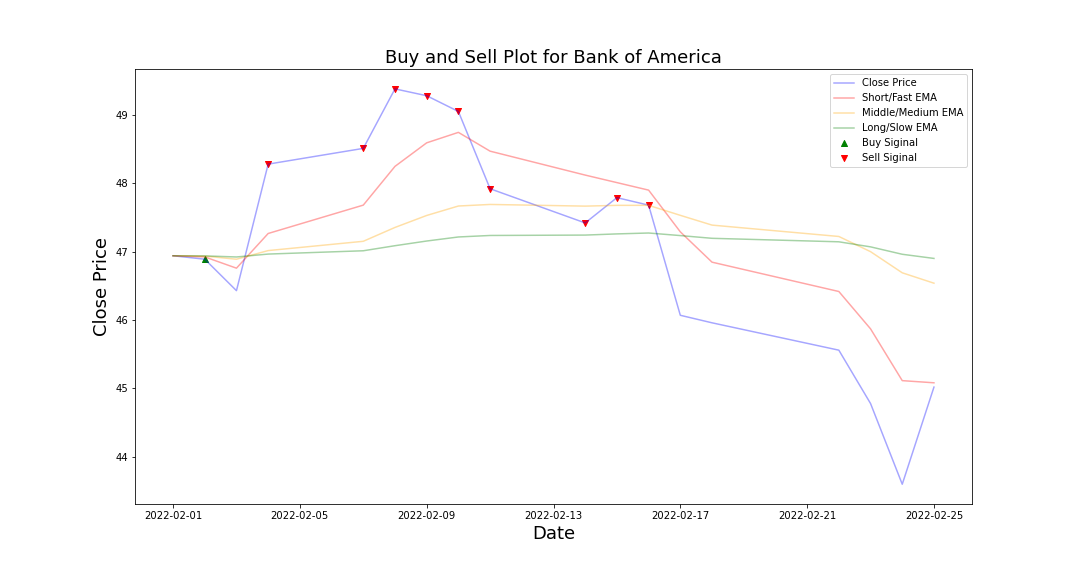 Buy and Sell Plot for Bank of America
Close Price
Short/Fast EMA
Middle/Medium EMA
Long/Slow EMA
Buy Siginal
Sell Siginal
Close Price
49
48
47
46
45
44
2022-02-01
2022-02-05
2022-02-09
2022-02-13
2022-02-17
2022-02-21
2022-02-25
Date